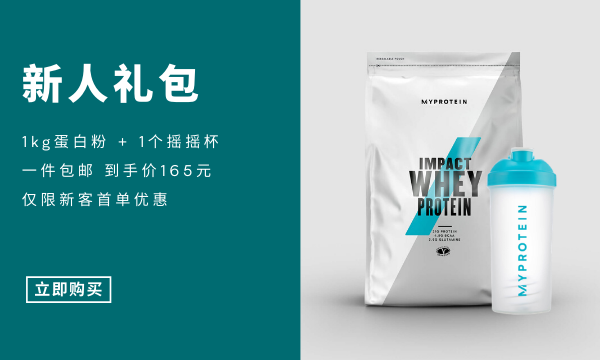 新人礼包
1kg蛋白粉 + 1个摇摇杯
一件包邮 到手价165元
仅限新客首单优惠
立即购买
MYPROTEIN
IMPACT
WHEY
PROTEIN
21G PROTEIN
MYPROTEIN